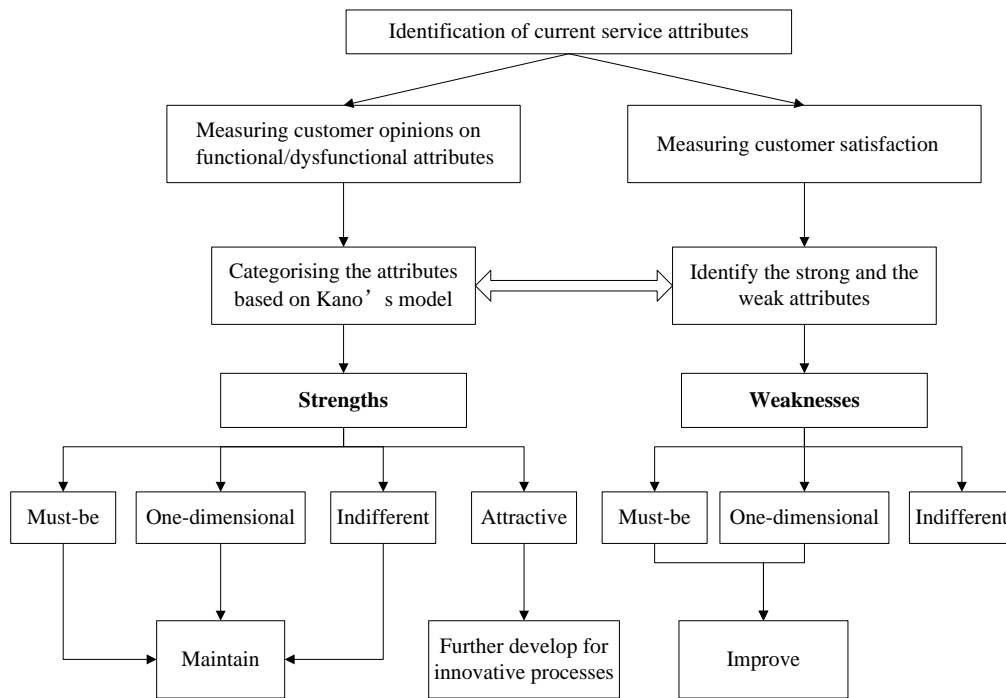 Identification of current service attributes
Measuring customer opinions on
functional/dysfunctional attributes
Measuring customer satisfaction
Categorising the attributes
based on Kano’s model
Identify the strong and the
weak attributes
Strengths
Weaknesses
Must-be
One-dimensional
Indifferent
Attractive
Must-be
One-dimensional
Indifferent
Maintain
Further develop for
innovative processes
Improve